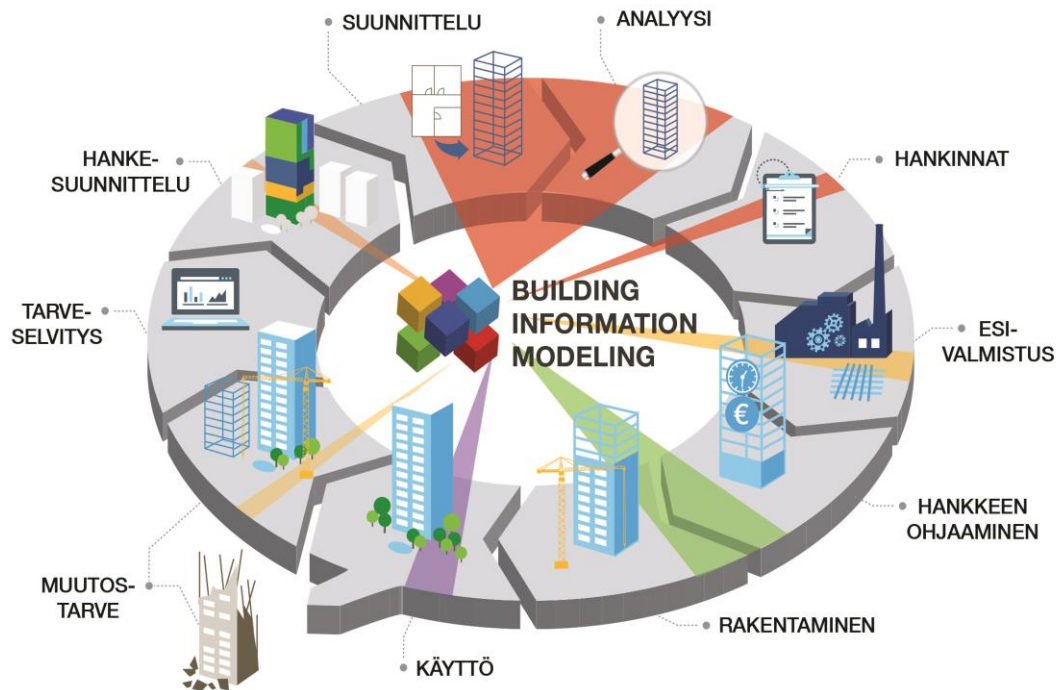 SUUNNITTELU
ANALYYSI
HANKE-
SUUNNITTELU
HANKINNAT
TARVE-
SELVITYS
BUILDING
INFORMATION
MODELING
ESI-
VALMISTUS
€
HANKKEEN
OHJAAMINEN
MUUTOS-
TARVE
RAKENTAMINEN
KÄYTTÖ